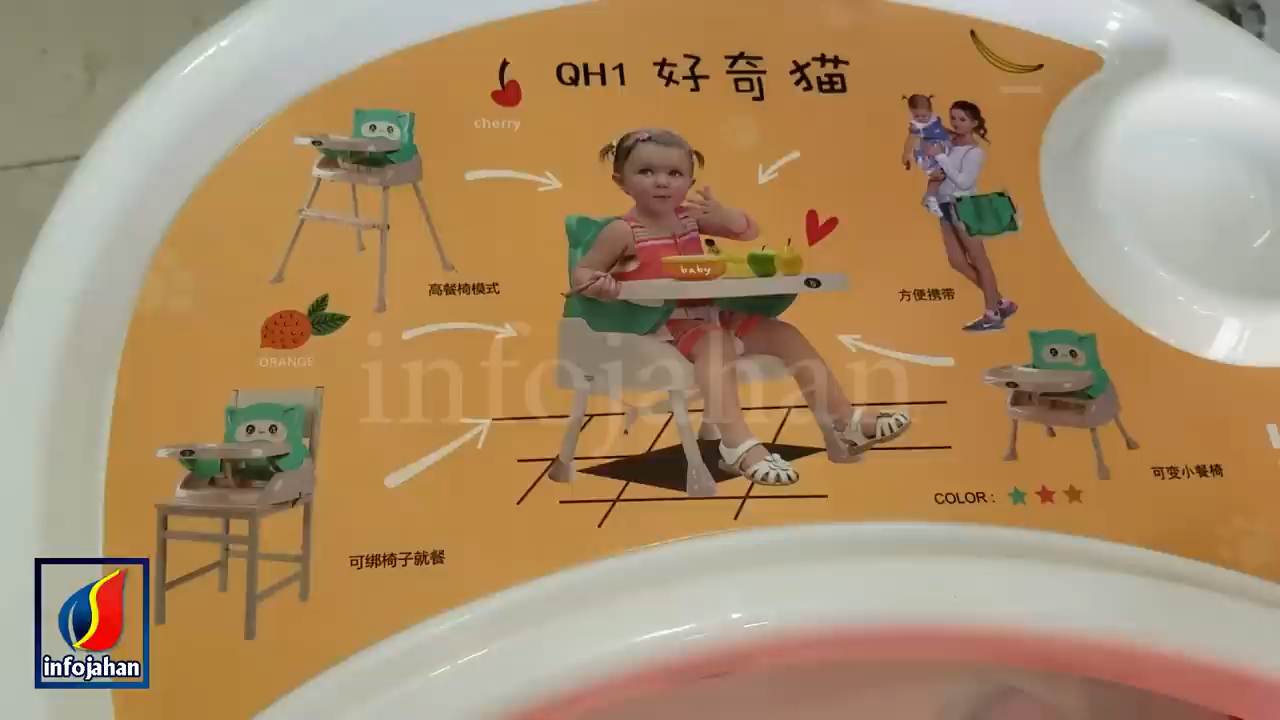 QH1 好奇猫
cherry
高餐椅模式
方便携带
ORANGE
baby
infojahan
可变小餐椅
COLOR:
可绑椅子就餐
infojahan